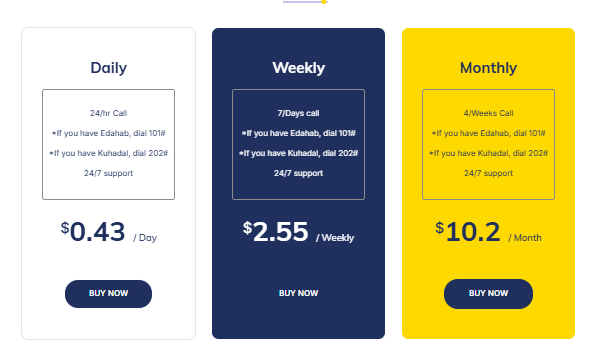 Daily
24/hr Call
*If you have Edahab, dial 101#
*If you have Kuhadal, dial 202#
24/7 support
$0.43 / Day
BUY NOW
Weekly
7/Days call
*If you have Edahab, dial 101#
*If you have Kuhadal, dial 202#
24/7 support
$2.55 / Weekly
BUY NOW
Monthly
4/Weeks Call
*If you have Edahab, dial 101#
*If you have Kuhadal, dial 202#
24/7 support
$10.2 / Month
BUY NOW